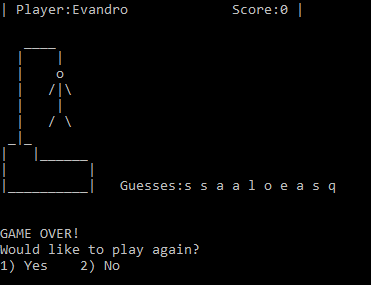 | Player:Evandro Score:0 |
Guesses:s s a a l o e a s q
GAME OVER!
Would like to play again?
1) Yes 2) No